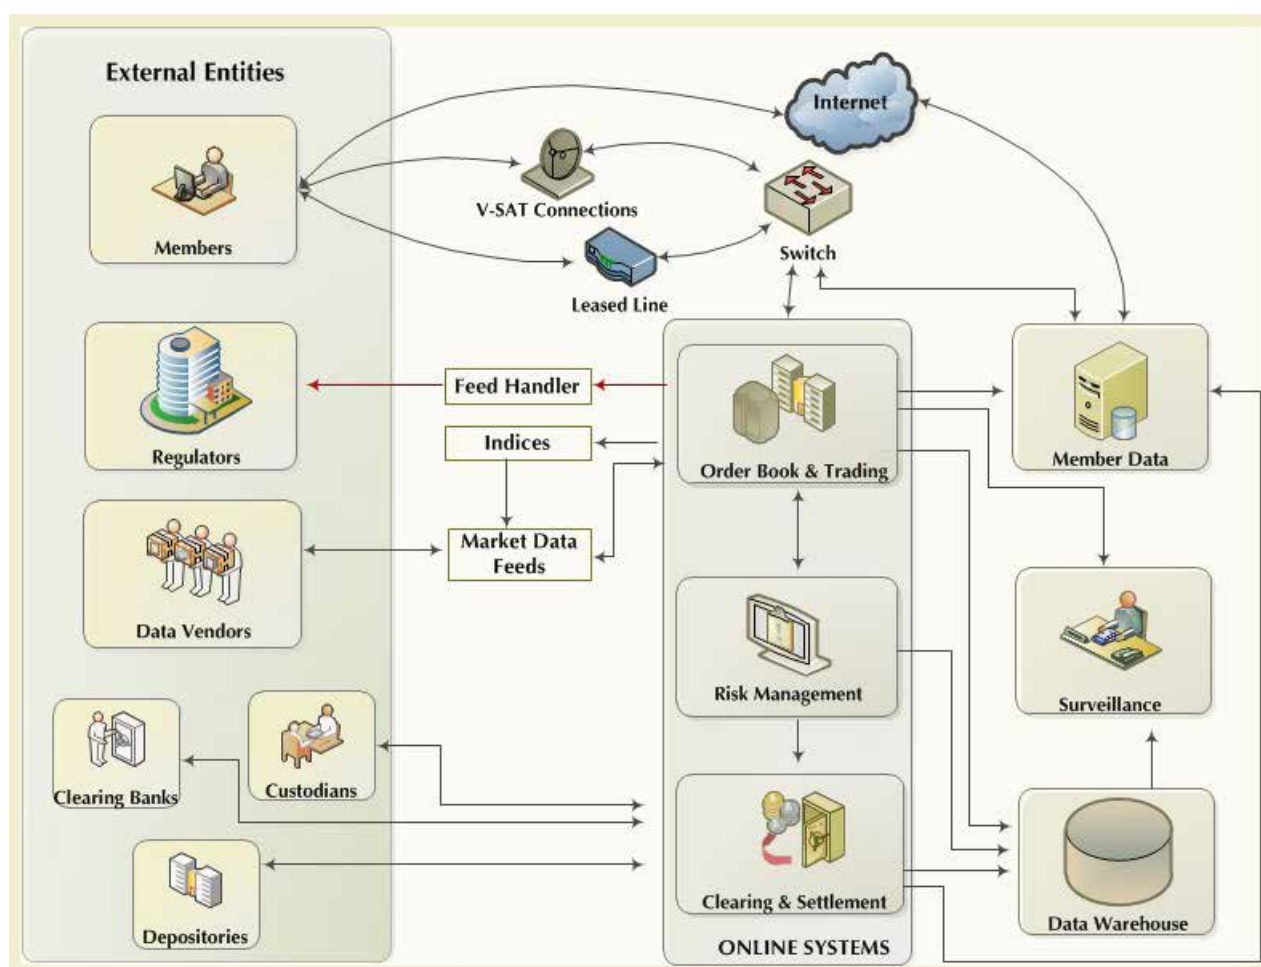 External Entities
Internet
Members
V-SAT Connections
Switch
Leased Line
Regulators
Feed Handler
Indices
Order Book & Trading
Member Data
Market Data
Feeds
Data Vendors
Risk Management
Surveillance
Clearing Banks
Custodians
Depositories
Clearing & Settlement
Data Warehouse
ONLINE SYSTEMS